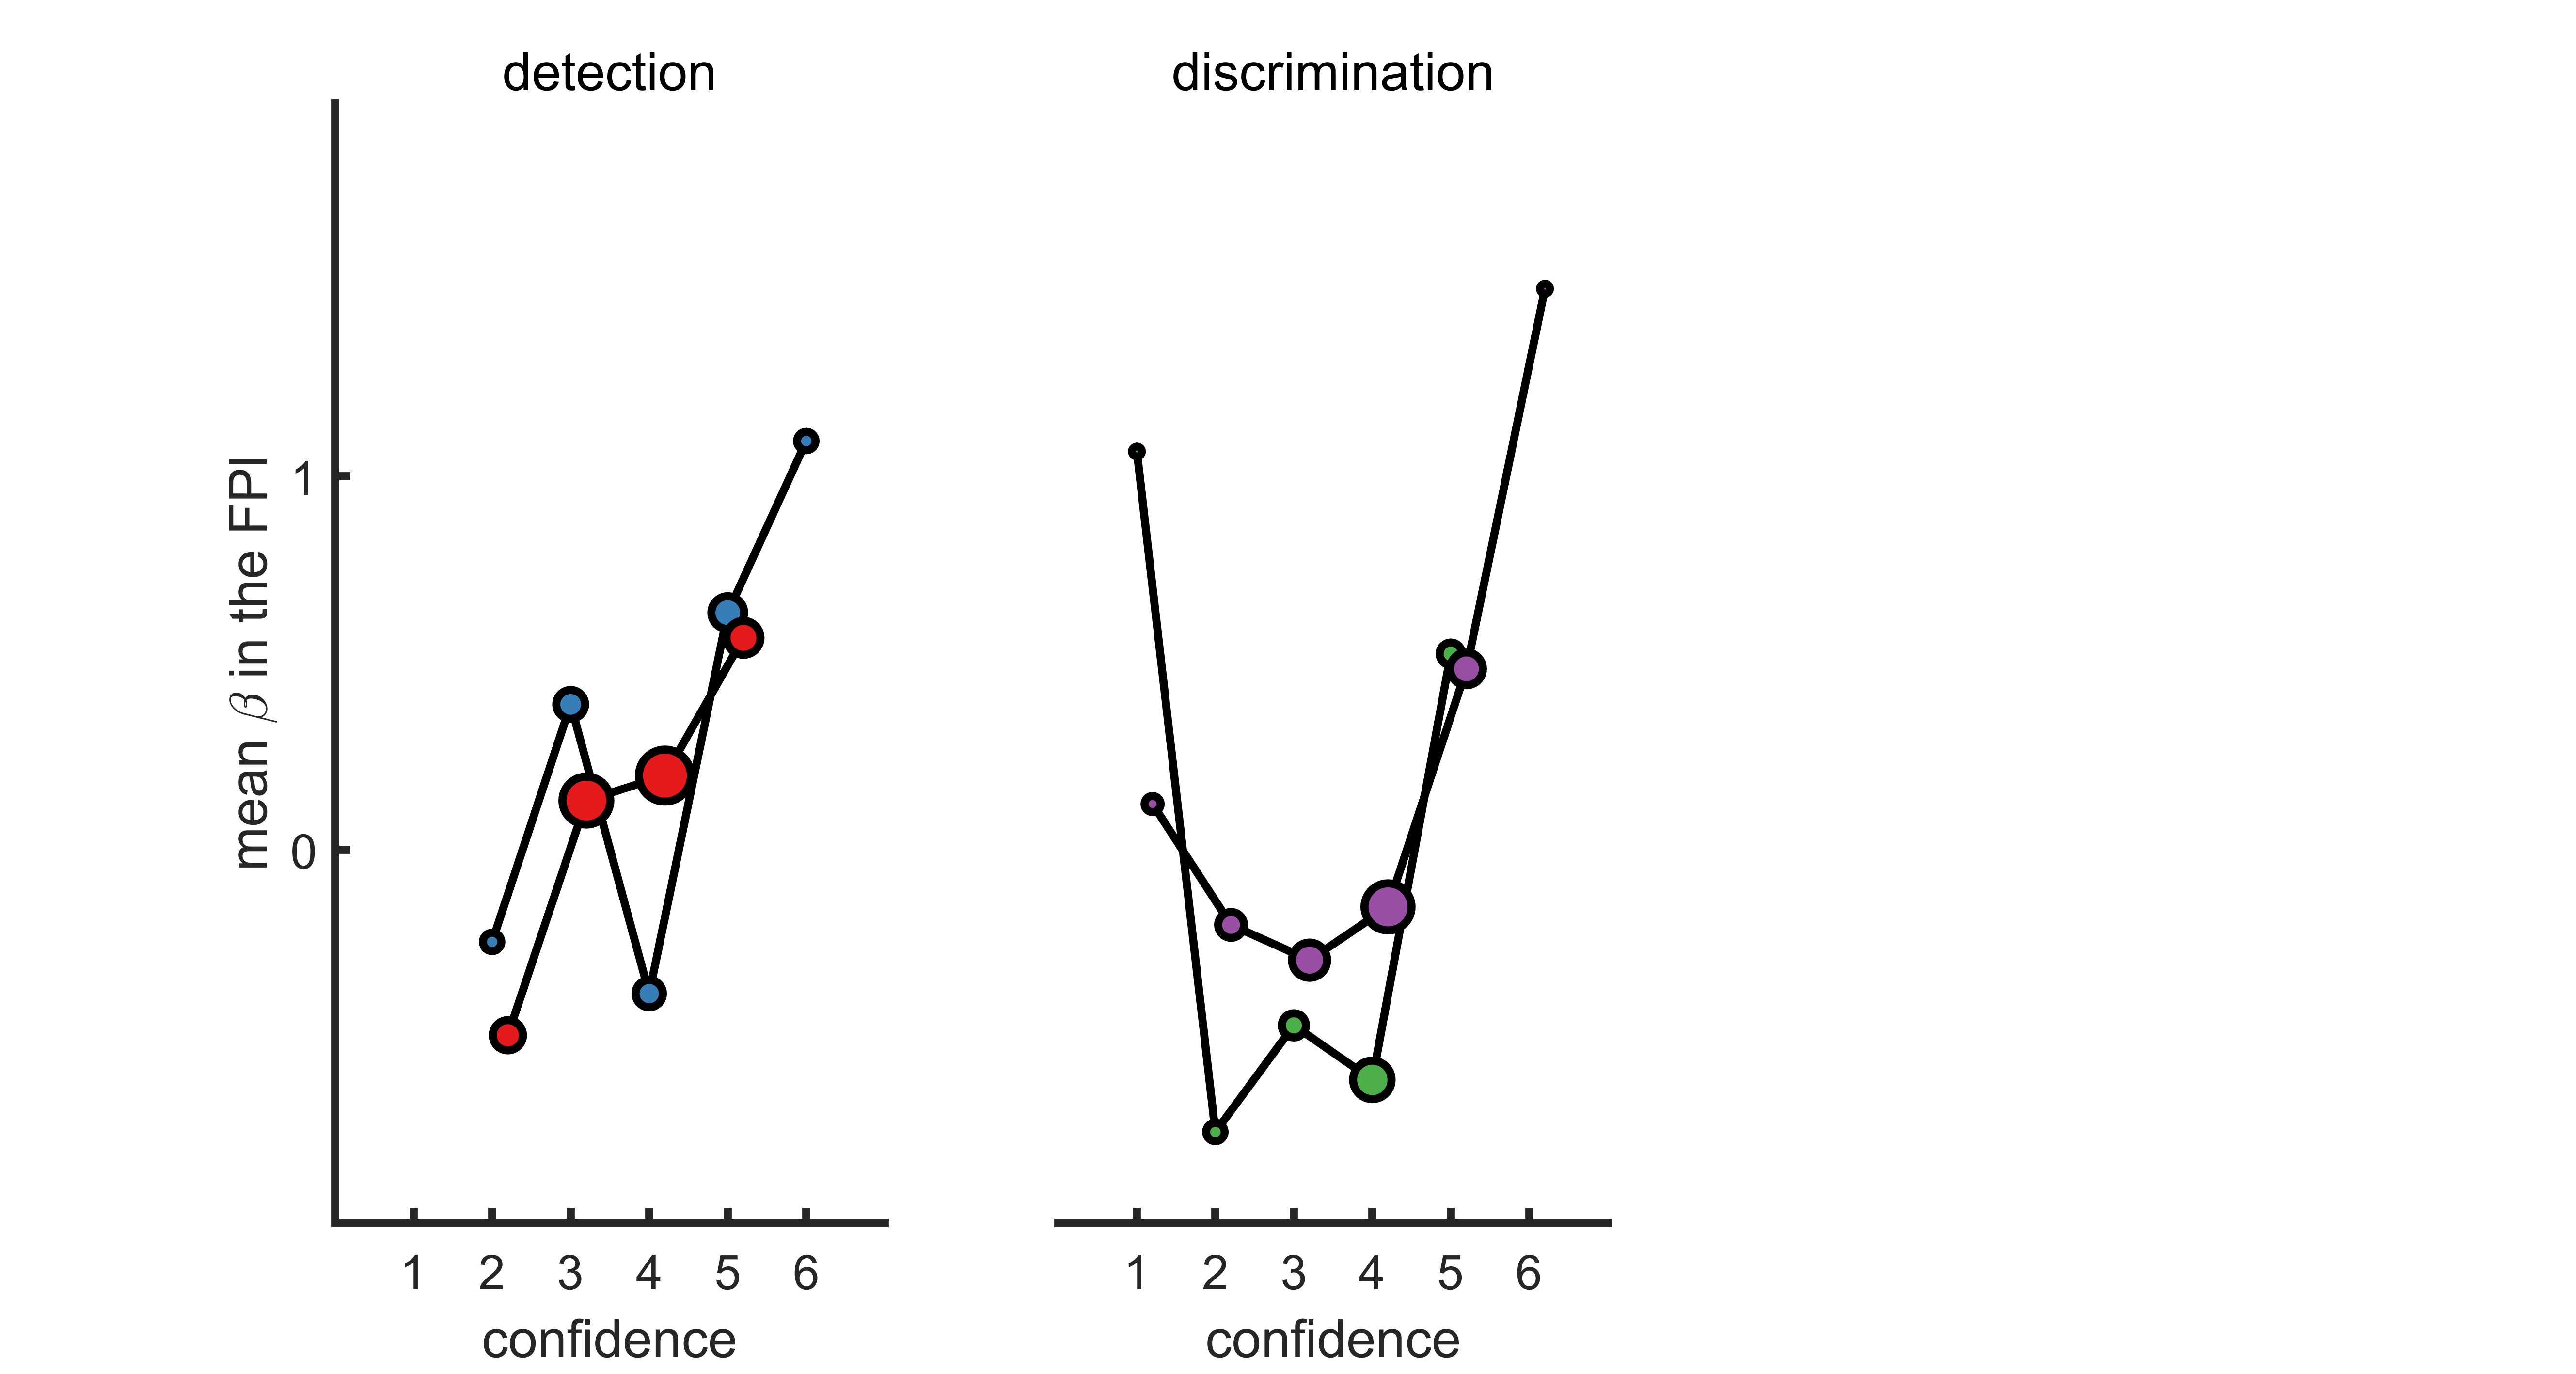 detection
discrimination
mean β in the FPI
1
0
1 2 3 4 5 6
1 2 3 4 5 6
confidence
confidence